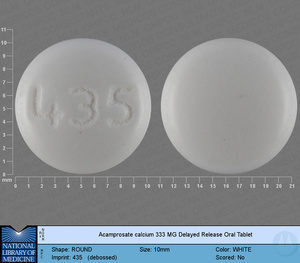 435
11
10
9
8
7
6
5
4
3
2
1
0
mm
0 1 2 3 4 5 6 7 8 9 10 11 12 13 14 15 16 17 18 19 20 21
Acamprosate calcium 333 MG Delayed Release Oral Tablet
NATIONAL
LIBRARY OF
MEDICINE
Shape: ROUND Size: 10mm Color: WHITE
Imprint: 435 (debossed) Scored: No